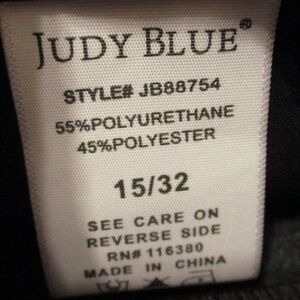 JUDY BLUE®
STYLE# JB88754
55%POLYURETHANE
45%POLYESTER
15/32
SEE CARE ON
REVERSE SIDE
RN# 116380
MADE IN CHINA